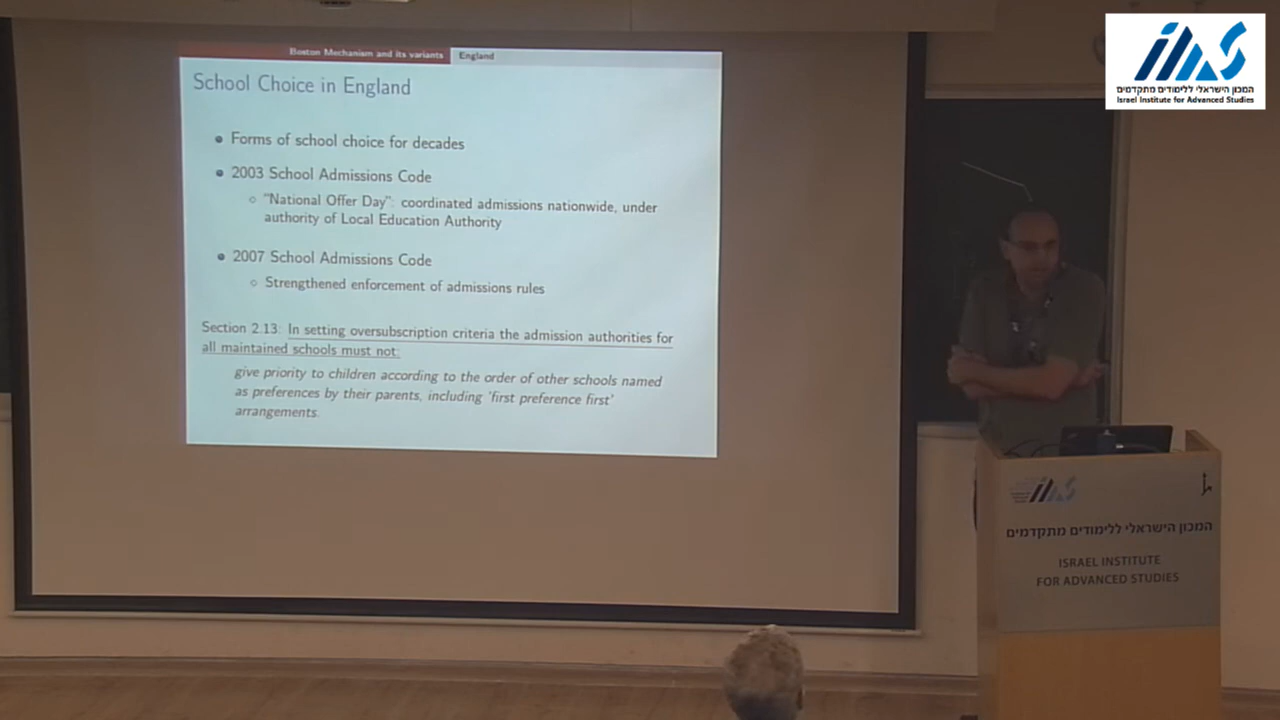 Boston Mechanism and its variants
England
School Choice in England
Forms of school choice for decades
2003 School Admissions Code
"National Offer Day": coordinated admissions nationwide, under
authority of Local Education Authority
2007 School Admissions Code
Strengthened enforcement of admissions rules
Section 2.13: In setting oversubscription criteria the admission authorities for
all maintained schools must not:
give priority to children according to the order of other schools named
as preferences by their parents, including 'first preference first'
arrangements.
המכון הישראלי ללימודים מתקדמים
Israel Institute for Advanced Studies
המכון הישראלי ללימודים מתקדמים
ISRAEL INSTITUTE
FOR ADVANCED STUDIES